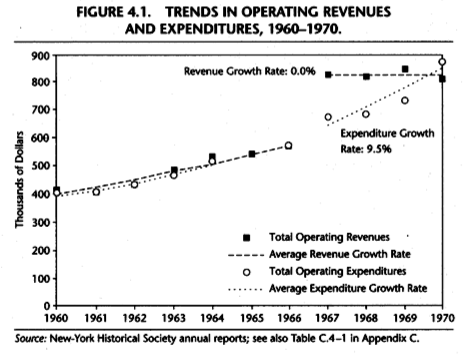 FIGURE 4.1. TRENDS IN OPERATING REVENUES
AND EXPENDITURES, 1960–1970.
900
800
700
600
500
400
300
200
100
0
Thousands of Dollars
Revenue Growth Rate: 0.0%
Expenditure Growth
Rate: 9.5%
Total Operating Revenues
Average Revenue Growth Rate
Total Operating Expenditures
Average Expenditure Growth Rate
1960 1961 1962 1963 1964 1965 1966 1967 1968 1969 1970
Source: New-York Historical Society annual reports; see also Table C.4–1 in Appendix C.